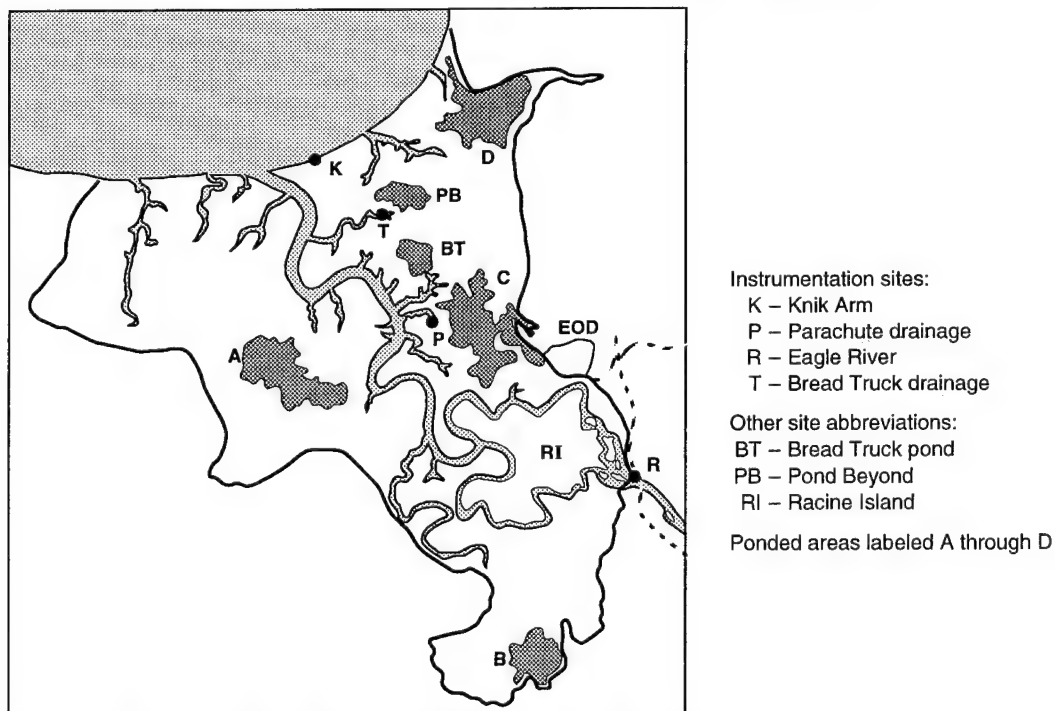 K
D
PB
T
BT
C
P
EOD
A
RI
R
B
Instrumentation sites:
K – Knik Arm
P – Parachute drainage
R – Eagle River
T – Bread Truck drainage
Other site abbreviations:
BT – Bread Truck pond
PB – Pond Beyond
RI – Racine Island
Ponded areas labeled A through D